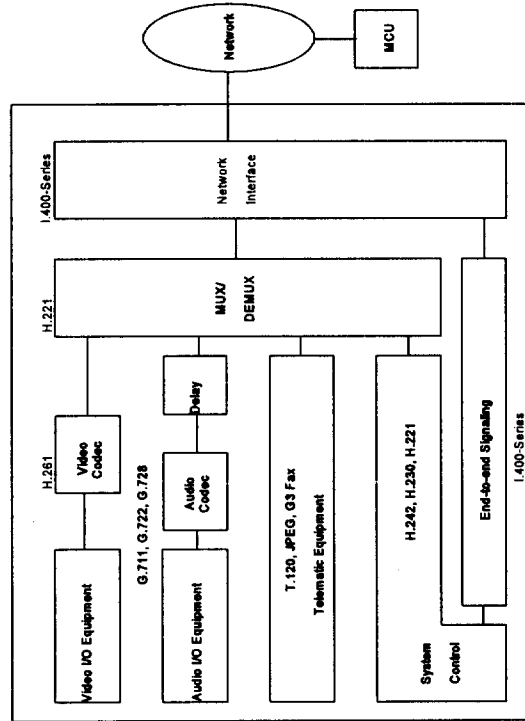 Video I/O Equipment
H.261
Video
Codec
H.221
MUX/
DEMUX
I.400-Series
Network
Interface
Network
MCU
G.711, G.722, G.728
Audio I/O Equipment
Audio
Codec
Delay
T.120, JPEG, G3 Fax
Telematic Equipment
System
Control
H.242, H.230, H.221
End-to-end Signaling
I.400-Series